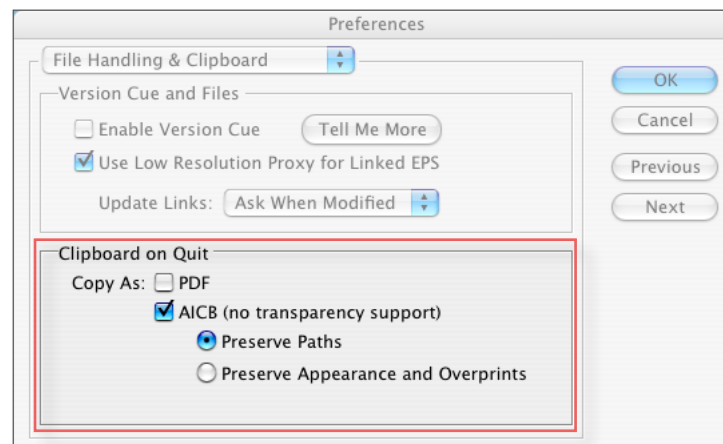 Preferences
File Handling & Clipboard
Version Cue and Files
Enable Version Cue
Tell Me More
Use Low Resolution Proxy for Linked EPS
Update Links: Ask When Modified
Clipboard on Quit
Copy As: PDF
AICB (no transparency support)
Preserve Paths
Preserve Appearance and Overprints
OK
Cancel
Previous
Next